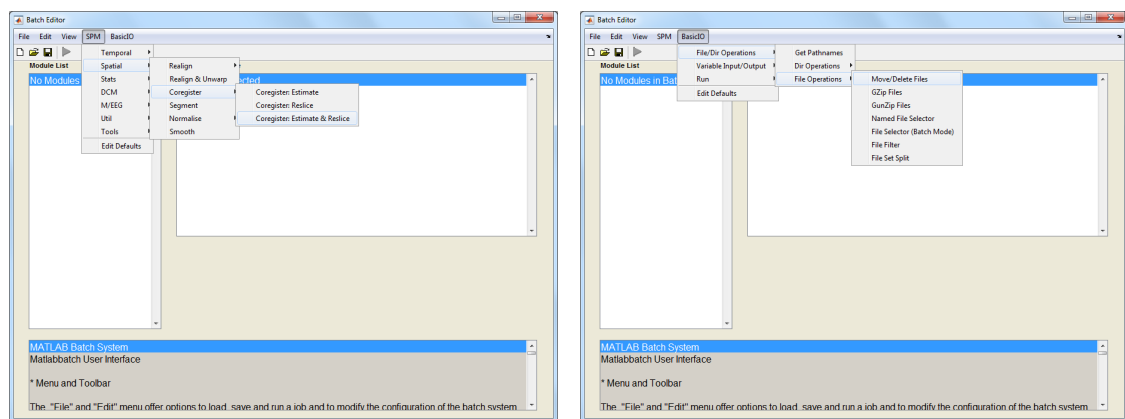 Batch Editor
File Edit View SPM BasicIO
Module List
No Modules
Temporal
Spatial
Stats
DCM
M/EEG
Util
Tools
Edit Defaults
Realign
Realign & Unwarp
Coregister
Segment
Normalise
Smooth
Coregister: Estimate
Coregister: Reslice
Coregister: Estimate & Reslice
MATLAB Batch System
Matlabbatch User Interface
* Menu and Toolbar
The "File" and "Edit" menu offer options to load, save and run a job and to modify the configuration of the batch system
Batch Editor
File Edit View SPM BasicIO
Module List
No Modules in Bat
File/Dir Operations
Variable Input/Output
Run
Edit Defaults
Get Pathnames
Dir Operations
File Operations
Move/Delete Files
GZip Files
GunZip Files
Named File Selector
File Selector (Batch Mode)
File Filter
File Set Split
MATLAB Batch System
Matlabbatch User Interface
* Menu and Toolbar
The "File" and "Edit" menu offer options to load, save and run a job and to modify the configuration of the batch system